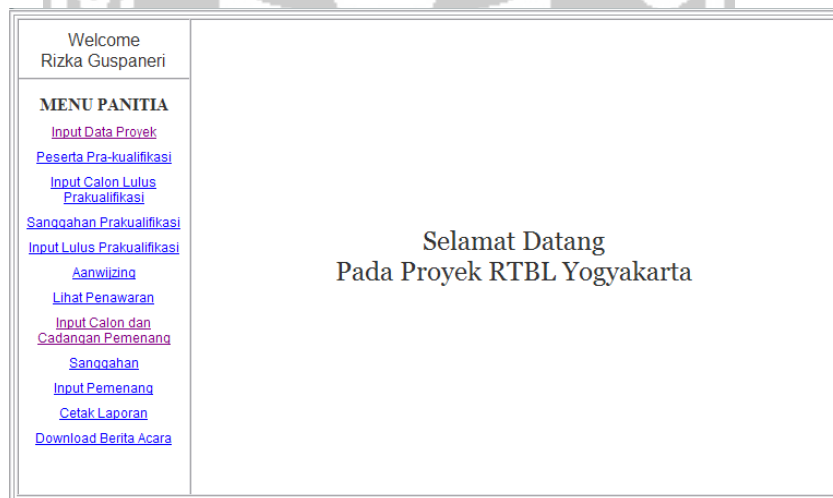 Welcome
Rizka Guspaneri
MENU PANITIA
Input Data Proyek
Peserta Pra-kualifikasi
Input Calon Lulus
Prakualifikasi
Sanggahan Prakualifikasi
Input Lulus Prakualifikasi
Aanwijzing
Lihat Penawaran
Input Calon dan
Cadangan Pemenang
Sanggahan
Input Pemenang
Cetak Laporan
Download Berita Acara
Selamat Datang
Pada Proyek RTBL Yogyakarta